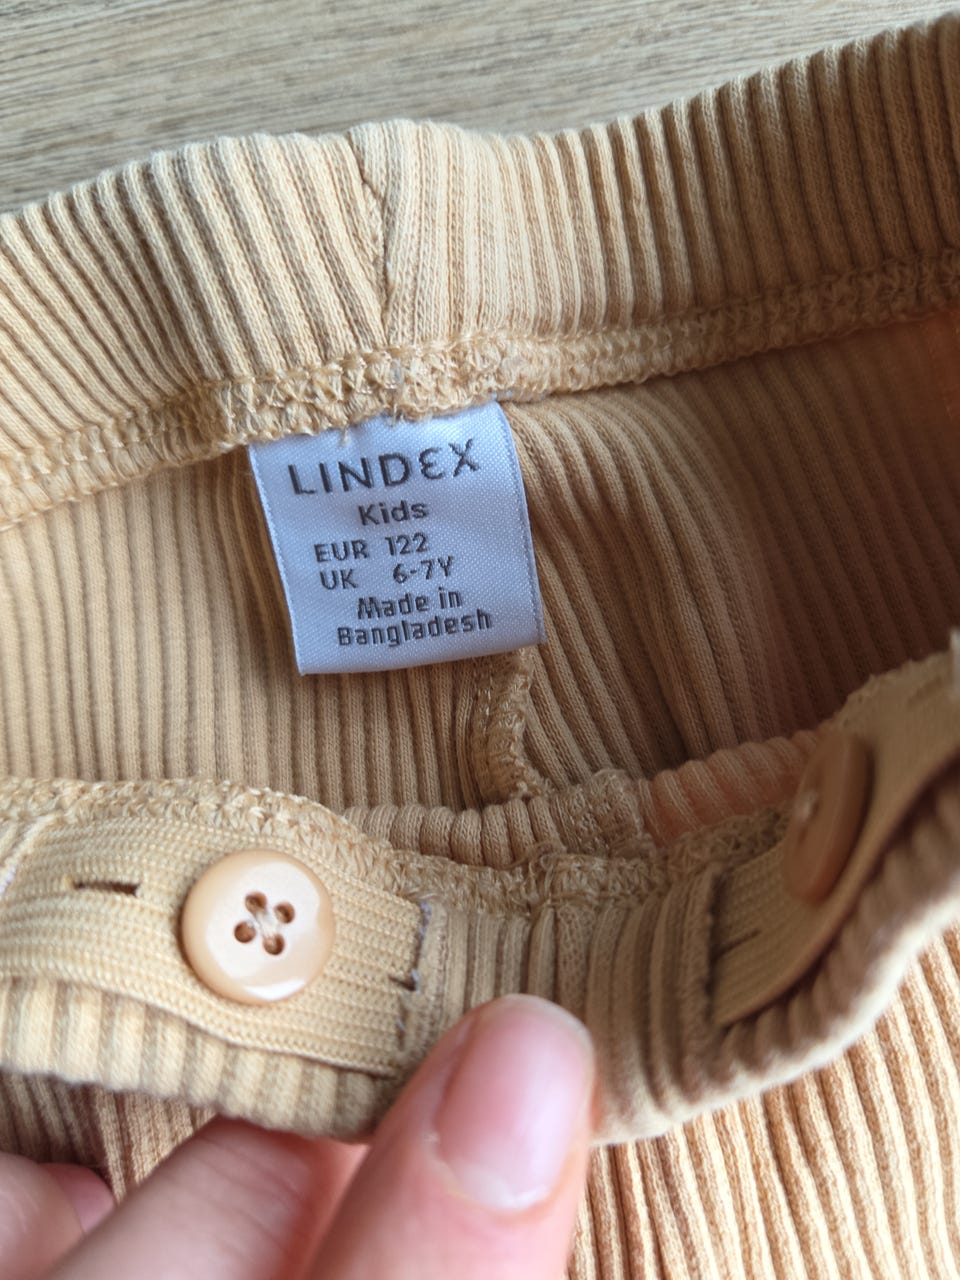 LINDEX
Kids
EUR 122
UK 6-7Y
Made in
Bangladesh